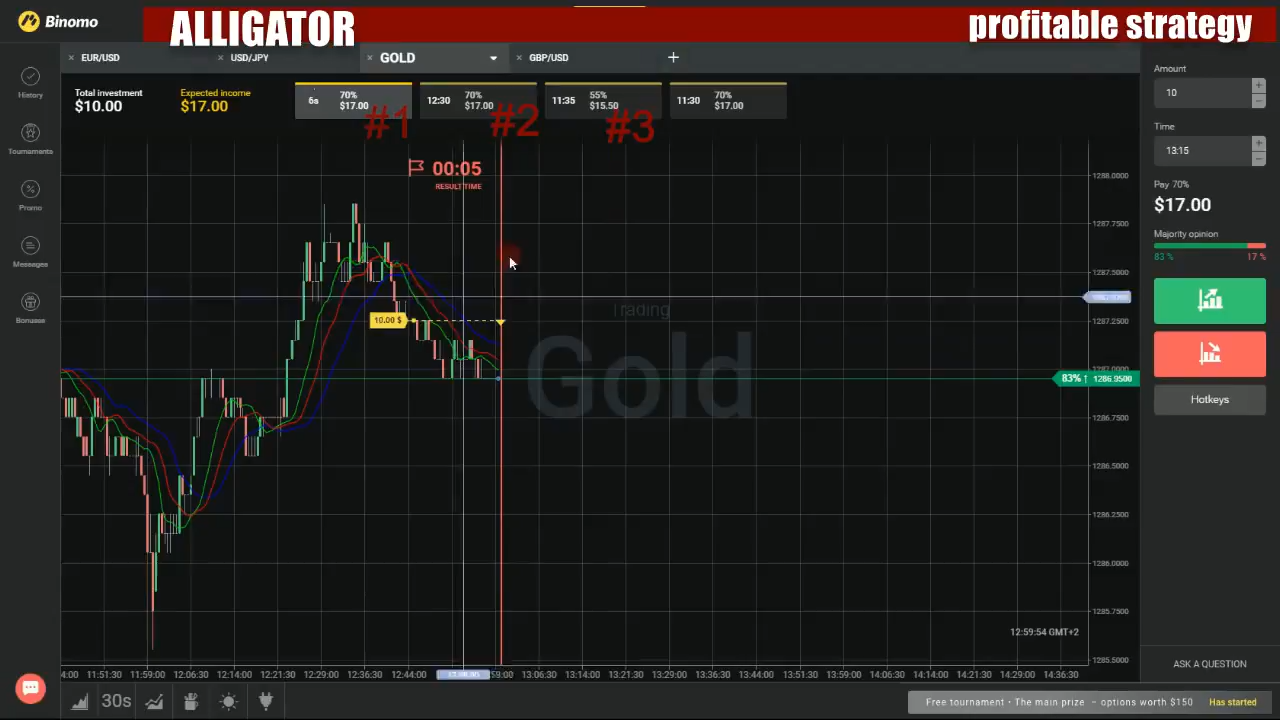 Binomo
ALLIGATOR
profitable strategy
EUR/USD
USD/JPY
GOLD
GBP/USD
Total investment
$10.00
Expected income
$17.00
6s
70%
$17.00
12:30
70%
$17.00
11:35
55%
$15.50
11:30
70%
$17.00
#1
#2
#3
History
Tournaments
Promo
Messages
Bonuses
00:05
RESULT TIME
10.00 $
Trading
Gold
1288.0000
1287.7500
1287.5000
1287.2500
1287.0000
83% ↑ 1286.9500
1286.7500
1286.5000
1286.2500
1286.0000
1285.7500
1285.5000
12:59:54 GMT+2
11:51:30
11:59:00
12:06:30
12:14:00
12:21:30
12:29:00
12:36:30
12:44:00
13:06:30
13:14:00
13:21:30
13:29:00
13:36:30
13:44:00
13:51:30
13:59:00
14:06:30
14:14:00
14:21:30
14:29:00
14:36:30
30s
Amount
10
Time
13:15
Pay 70%
$17.00
Majority opinion
83 %
17 %
Hotkeys
ASK A QUESTION
Free tournament • The main prize – options worth $150 Has started